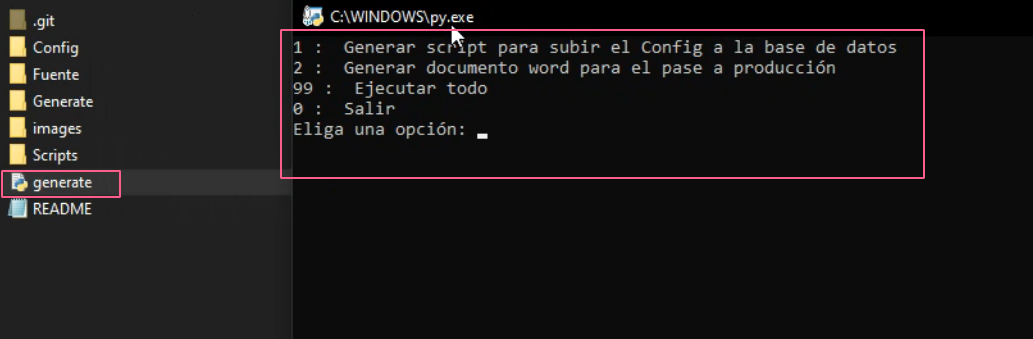 .git
Config
Fuente
Generate
images
Scripts
generate
README
C:\WINDOWS\py.exe
1 :  Generar script para subir el Config a la base de datos
2 :  Generar documento word para el pase a producción
99 :  Ejecutar todo
0 :  Salir
Eliga una opción: